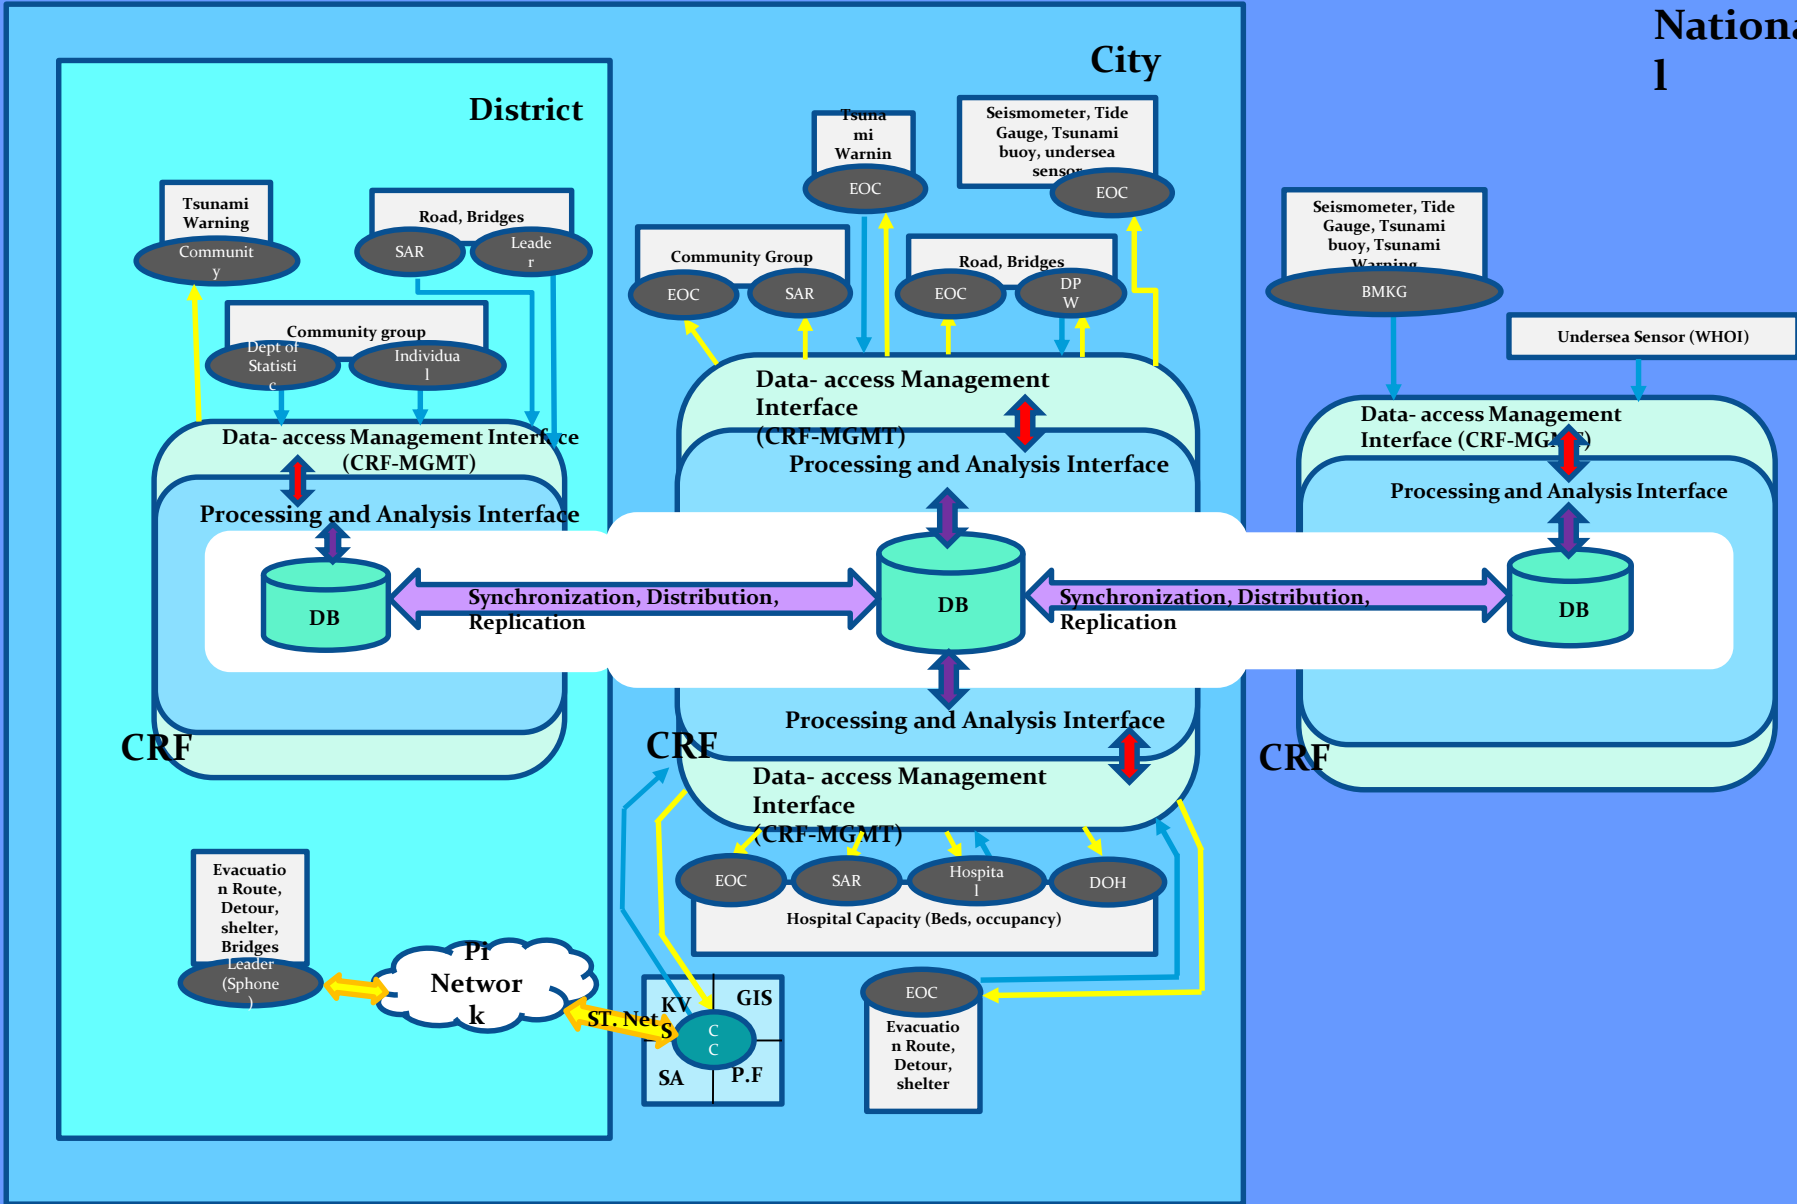 Nationa
l
City
District
Tsuna
mi
Warnin
EOC
Seismometer, Tide
Gauge, Tsunami
buoy, undersea
sensor
EOC
Tsunami
Warning
Communit
y
Road, Bridges
SAR
Leade
r
Seismometer, Tide
Gauge, Tsunami
buoy, Tsunami
Warning
BMKG
Community Group
EOC
SAR
Road, Bridges
EOC
DP
W
Community group
Dept of
Statisti
c
Individua
l
Undersea Sensor (WHOI)
Data- access Management Interface
(CRF-MGMT)
Processing and Analysis Interface
Data- access Management
Interface
(CRF-MGMT)
Processing and Analysis Interface
Data- access Management
Interface (CRF-MGMT)
Processing and Analysis Interface
DB
Synchronization, Distribution,
Replication
DB
Synchronization, Distribution,
Replication
DB
Processing and Analysis Interface
CRF
CRF
CRF
Data- access Management
Interface
(CRF-MGMT)
EOC
SAR
Hospita
l
DOH
Hospital Capacity (Beds, occupancy)
Evacuatio
n Route,
Detour,
shelter,
Bridges
Leader
(Sphone
)
Pi
Networ
k
ST. Net
KV
S
GIS
C
C
SA
P.F
EOC
Evacuatio
n Route,
Detour,
shelter